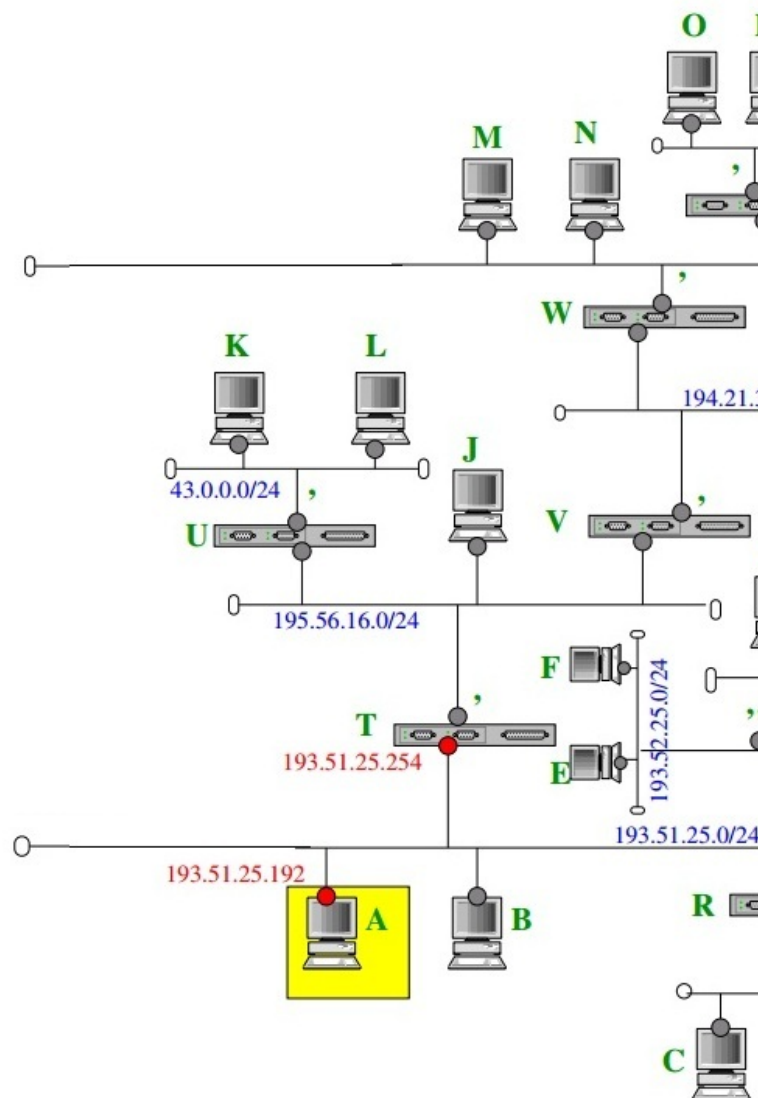 O
M
N
,
,
W
K
L
194.21.
J
43.0.0.0/24
,
,
U
V
195.56.16.0/24
F
193.52.25.0/24
,
T
,
193.51.25.254
E
193.51.25.0/24
193.51.25.192
A
B
R
C